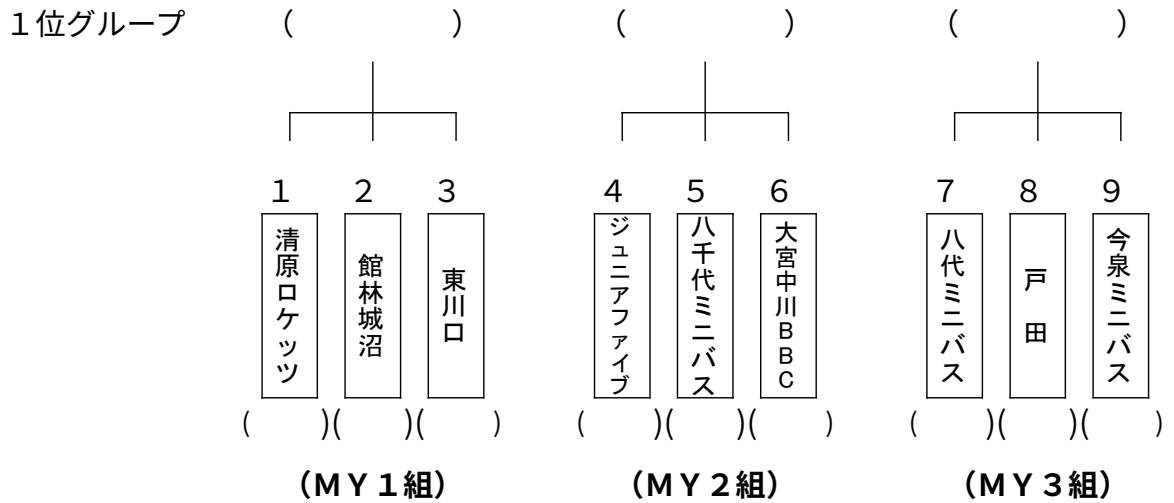 １位グループ ( ) ( ) ( )
１ ２ ３ ４ ５ ６ ７ ８ ９
清原ロケッツ
館林城沼
東川口
ジュニアファイブ
八千代ミニバス
大宮中川ＢＢＣ
八代ミニバス
戸田
今泉ミニバス
( )( )( ) ( )( )( ) ( )( )( )
（ＭＹ１組） （ＭＹ２組） （ＭＹ３組）